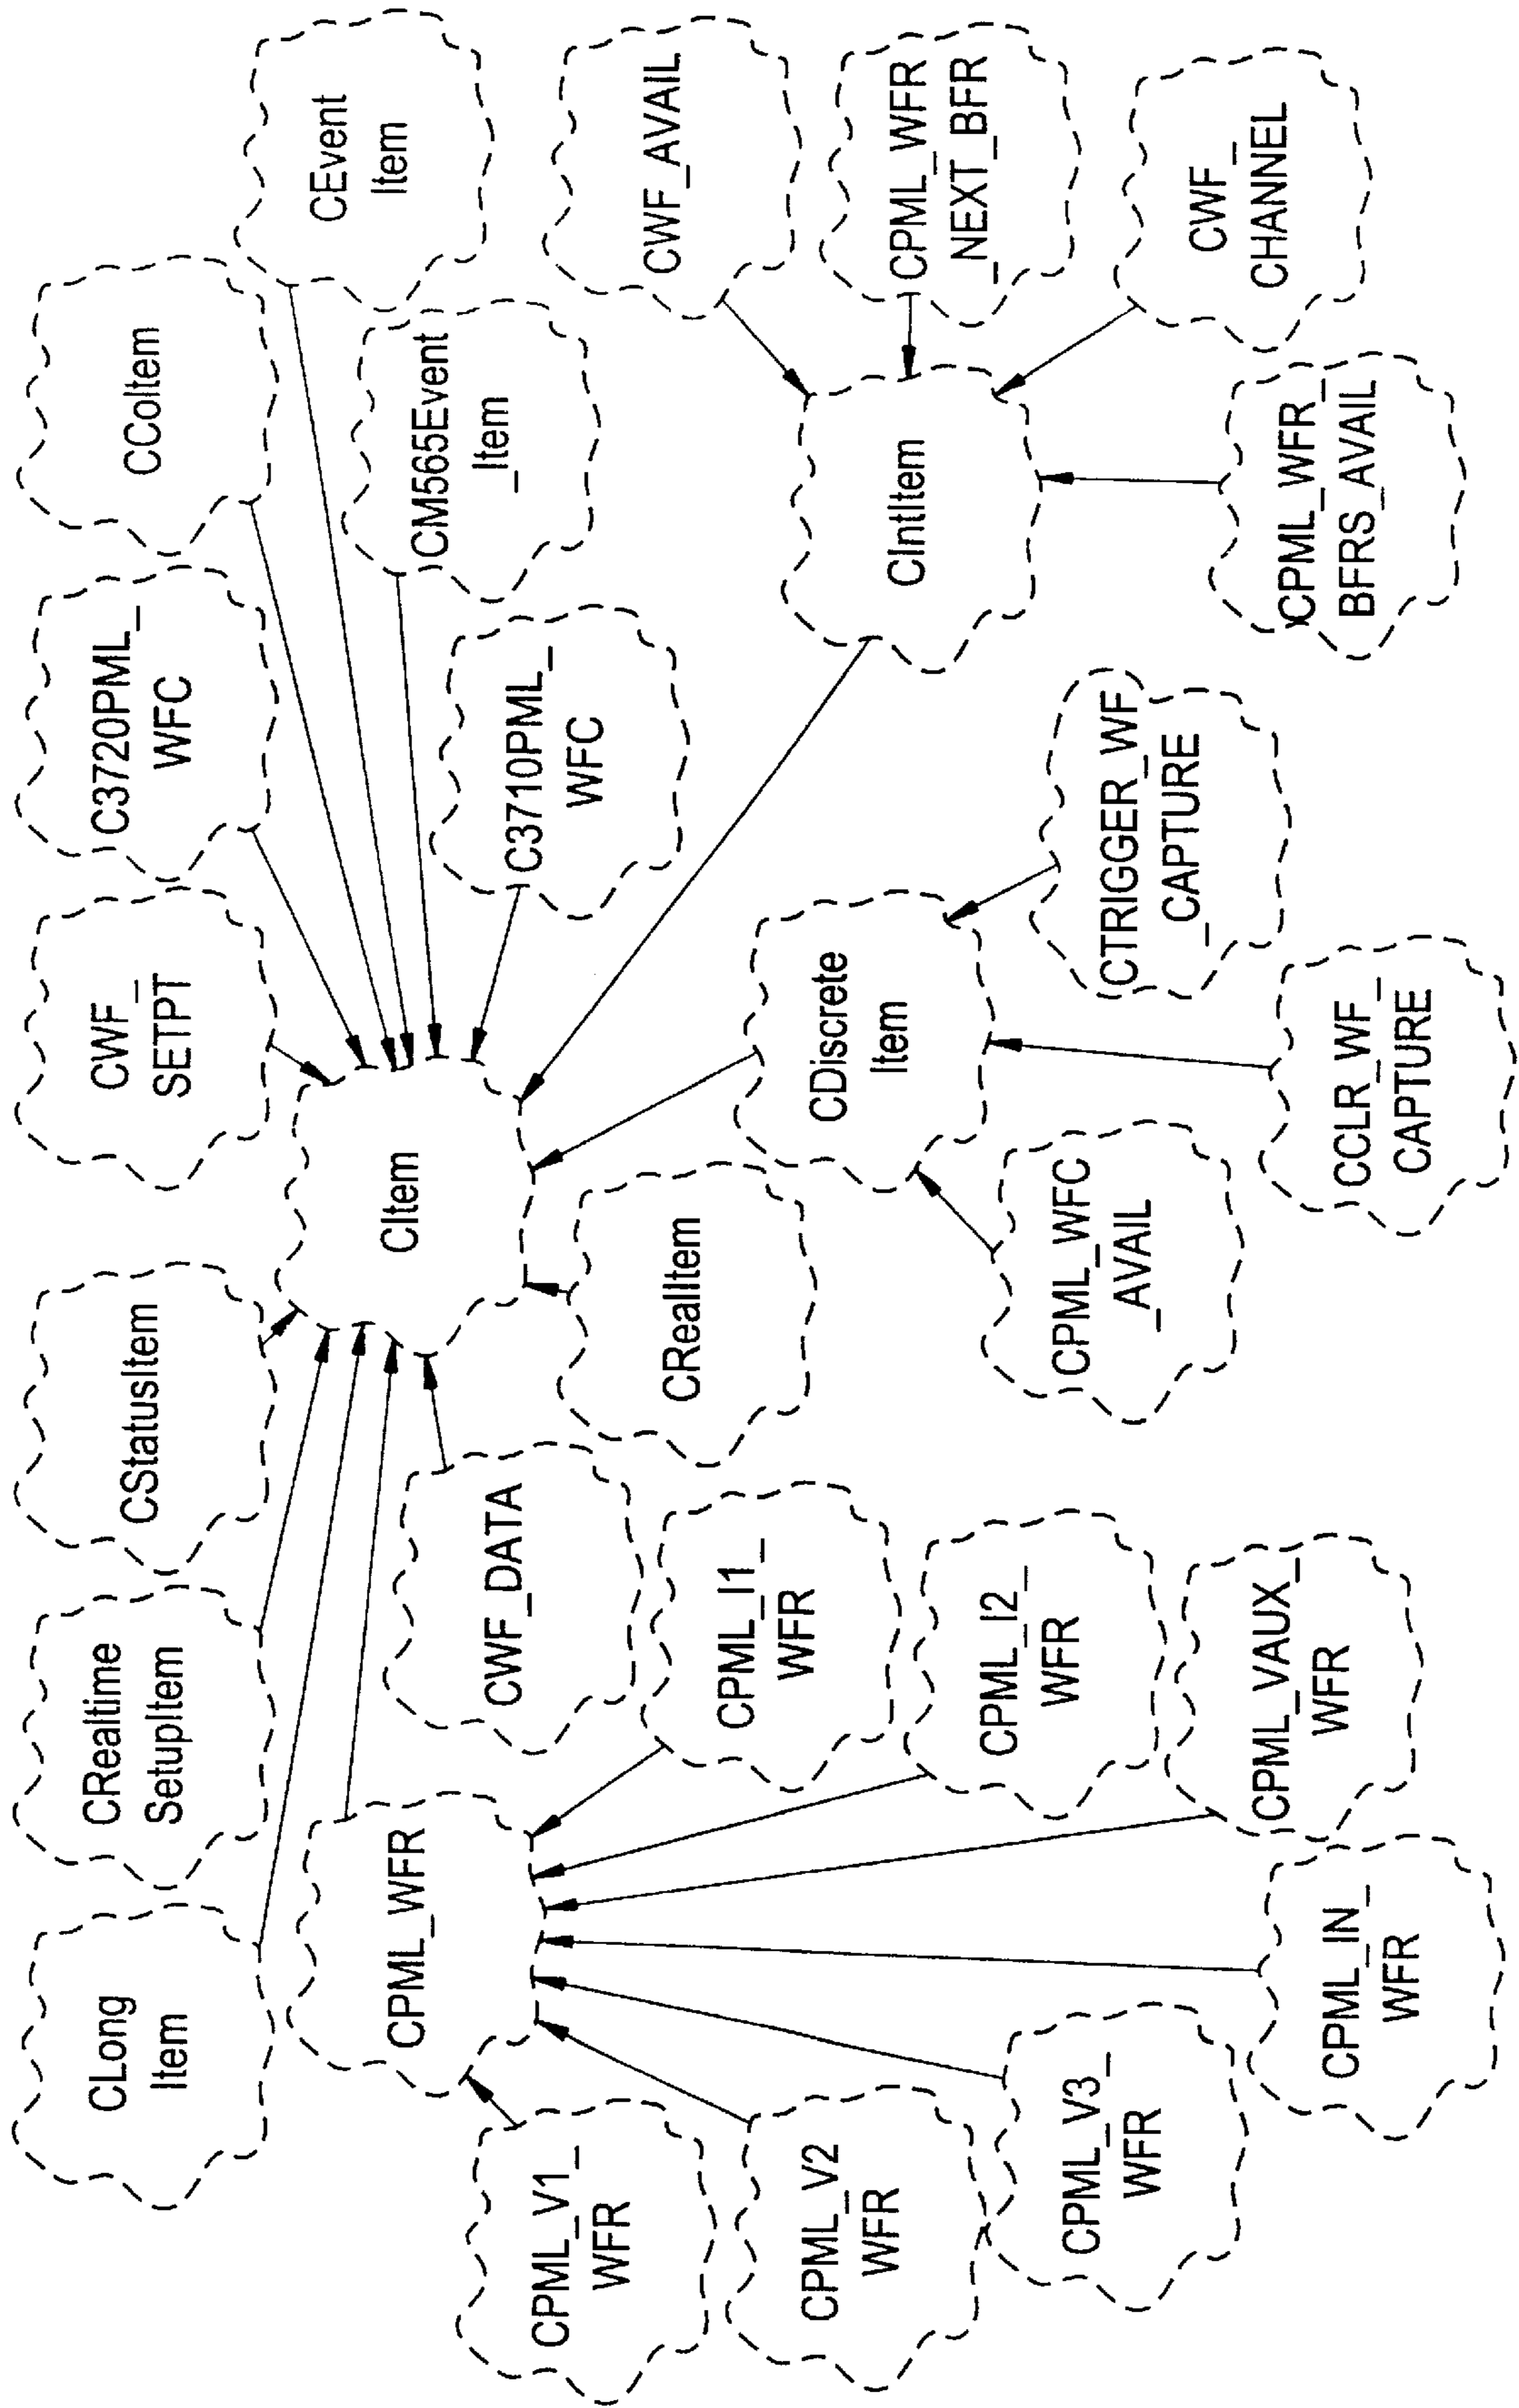 CLong
Item
CRealtime
SetupItem
CStatusItem
CWF_
SETPT
C3720PML_
WFC
CCoItem
CEvent
Item
CPML_WFR
CItem
CM565Event
_Item
CPML_V1_
WFR
CWF_DATA
C3710PML_
WFC
CWF_AVAIL
CPML_V2
WFR
CPML_I1_
WFR
CRealItem
CDiscrete
Item
CIntItem
CPML_WFR
_NEXT_BFR
CPML_V3_
WFR
CPML_I2_
WFR
CPML_WFC
_AVAIL
CTRIGGER_WF
_CAPTURE
CWF_
CHANNEL
CPML_IN_
WFR
CPML_VAUX_
WFR
CCLR_WF_
CAPTURE
CPML_WFR_
BFRS_AVAIL